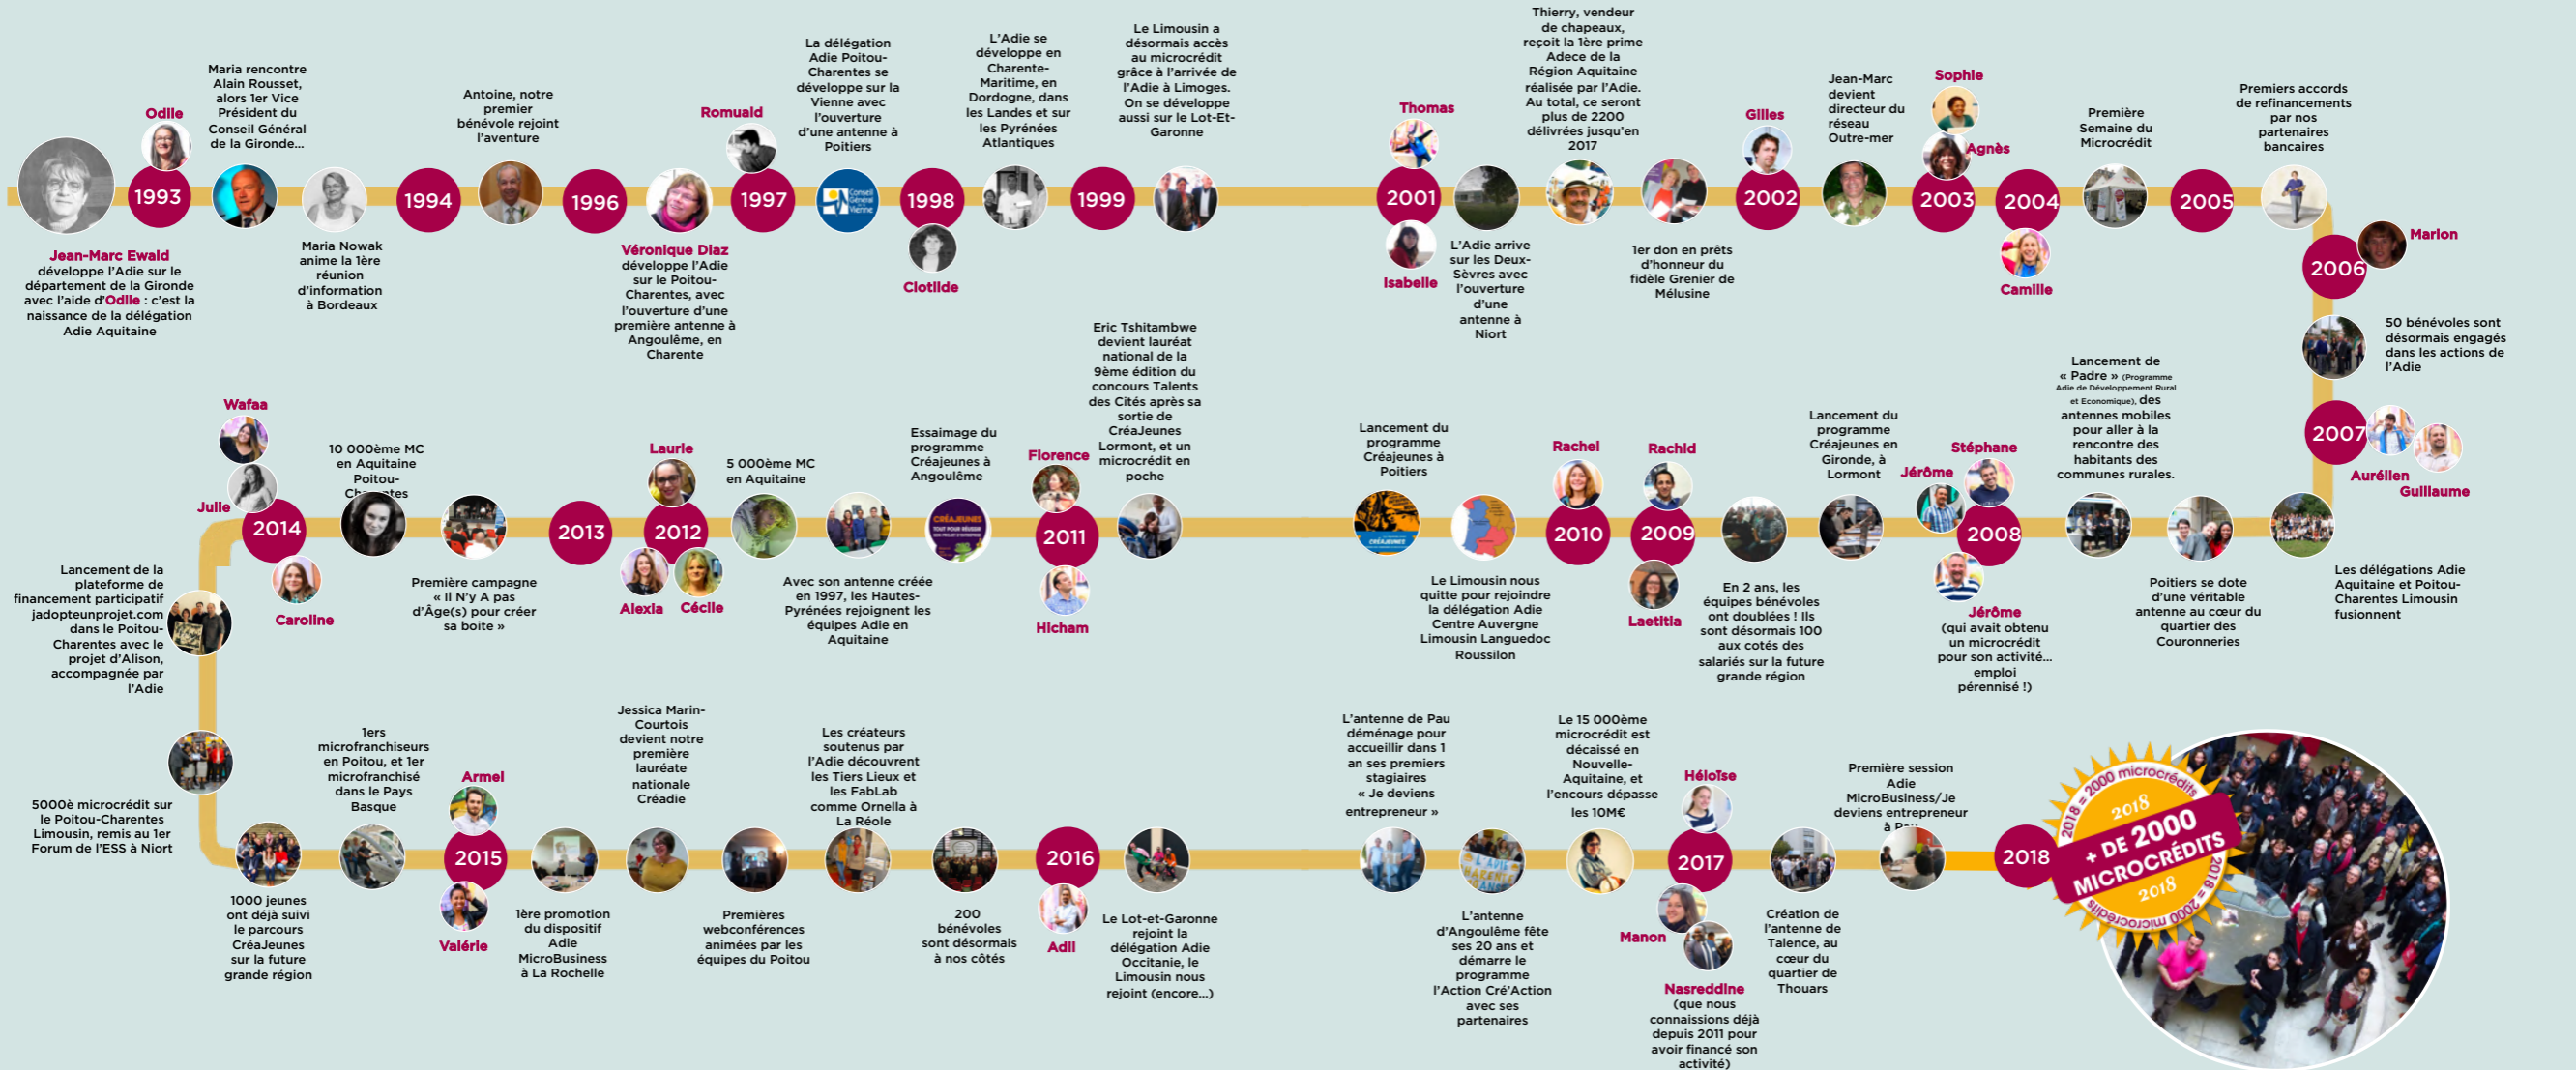 Jean-Marc Ewald
développe l'Adie sur le
département de la Gironde
avec l'aide d'Odile : c'est la
naissance de la délégation
Adie Aquitaine
Odile
1993
Maria rencontre
Alain Rousset,
alors 1er Vice
Président du
Conseil Général
de la Gironde...
Maria Nowak
anime la 1ère
réunion
d'information
à Bordeaux
1994
Antoine, notre
premier
bénévole rejoint
l'aventure
1996
Véronique Diaz
développe l'Adie
sur le Poitou-
Charentes, avec
l'ouverture d'une
première antenne à
Angoulême, en
Charente
Romuald
1997
La délégation
Adie Poitou-
Charentes se
développe sur la
Vienne avec
l'ouverture
d'une antenne à
Poitiers
Conseil
Général
de la
Vienne
1998
Clotilde
L'Adie se
développe en
Charente-
Maritime, en
Dordogne, dans
les Landes et sur
les Pyrénées
Atlantiques
1999
Le Limousin a
désormais accès
au microcrédit
grâce à l'arrivée de
l'Adie à Limoges.
On se développe
aussi sur le Lot-Et-
Garonne
Thomas
2001
Isabelle
L'Adie arrive
sur les Deux-
Sèvres avec
l'ouverture
d'une
antenne à
Niort
Thierry, vendeur
de chapeaux,
reçoit la 1ère prime
Adece de la
Région Aquitaine
réalisée par l'Adie.
Au total, ce seront
plus de 2200
délivrées jusqu'en
2017
1er don en prêts
d'honneur du
fidèle Grenier de
Mélusine
Gilles
2002
Jean-Marc
devient
directeur du
réseau
Outre-mer
Sophie
Agnès
2003
2004
Camille
Première
Semaine du
Microcrédit
2005
Premiers accords
de refinancements
par nos
partenaires
bancaires
2006
Marion
50 bénévoles sont
désormais engagés
dans les actions de
l'Adie
2007
Aurélien
Guillaume
Les délégations Adie
Aquitaine et Poitou-
Charentes Limousin
fusionnent
Poitiers se dote
d'une véritable
antenne au cœur du
quartier des
Couronneries
Lancement de
« Padre » (Programme
Adie de Développement Rural
et Economique), des
antennes mobiles
pour aller à la
rencontre des
habitants des
communes rurales.
Stéphane
Jérôme
2008
Jérôme
(qui avait obtenu
un microcrédit
pour son activité...
emploi
pérennisé !)
Lancement du
programme
Créajeunes en
Gironde, à
Lormont
En 2 ans, les
équipes bénévoles
ont doublées ! Ils
sont désormais 100
aux cotés des
salariés sur la future
grande région
Rachid
2009
Laetitia
Rachel
2010
Le Limousin nous
quitte pour rejoindre
la délégation Adie
Centre Auvergne
Limousin Languedoc
Roussilon
Lancement du
programme
Créajeunes à
Poitiers
CRÉAJEUNES
Eric Tshitambwe
devient lauréat
national de la
9ème édition du
concours Talents
des Cités après sa
sortie de
CréaJeunes
Lormont, et un
microcrédit en
poche
Florence
2011
Hicham
Essaimage du
programme
Créajeunes à
Angoulême
CRÉAJEUNES
TOUT POUR RÉUSSIR
SON PROJET D'ENTREPRISE
Avec son antenne créée
en 1997, les Hautes-
Pyrénées rejoignent les
équipes Adie en
Aquitaine
5 000ème MC
en Aquitaine
Laurie
2012
Alexia
Cécile
2013
Première campagne
« Il N'y A pas
d'Âge(s) pour créer
sa boite »
10 000ème MC
en Aquitaine
Poitou-
Charentes
Wafaa
Julie
2014
Caroline
Lancement de la
plateforme de
financement participatif
jadopteunprojet.com
dans le Poitou-
Charentes avec le
projet d'Alison,
accompagnée par
l'Adie
5000è microcrédit sur
le Poitou-Charentes
Limousin, remis au 1er
Forum de l'ESS à Niort
1000 jeunes
ont déjà suivi
le parcours
CréaJeunes
sur la future
grande région
1ers
microfranchiseurs
en Poitou, et 1er
microfranchisé
dans le Pays
Basque
Armel
2015
Valérie
1ère promotion
du dispositif
Adie
MicroBusiness
à La Rochelle
Jessica Marin-
Courtois
devient notre
première
lauréate
nationale
Créadie
Premières
webconférences
animées par les
équipes du Poitou
Les créateurs
soutenus par
l'Adie découvrent
les Tiers Lieux et
les FabLab
comme Ornella à
La Réole
200
bénévoles
sont désormais
à nos côtés
2016
Adil
Le Lot-et-Garonne
rejoint la
délégation Adie
Occitanie, le
Limousin nous
rejoint (encore...)
L'antenne de Pau
déménage pour
accueillir dans 1
an ses premiers
stagiaires
« Je deviens
entrepreneur »
L'antenne
d'Angoulême fête
ses 20 ans et
démarre le
programme
l'Action Cré'Action
avec ses
partenaires
Le 15 000ème
microcrédit est
décaissé en
Nouvelle-
Aquitaine, et
l'encours dépasse
les 10M€
Héloïse
2017
Manon
Nasreddine
(que nous
connaissions déjà
depuis 2011 pour
avoir financé son
activité)
Création de
l'antenne de
Talence, au
cœur du
quartier de
Thouars
Première session
Adie
MicroBusiness/Je
deviens entrepreneur
à Pau
2018
2018 = 2000 microcrédits
2018
+ DE 2000
MICROCRÉDITS
2018
2018 = 2000 microcrédits